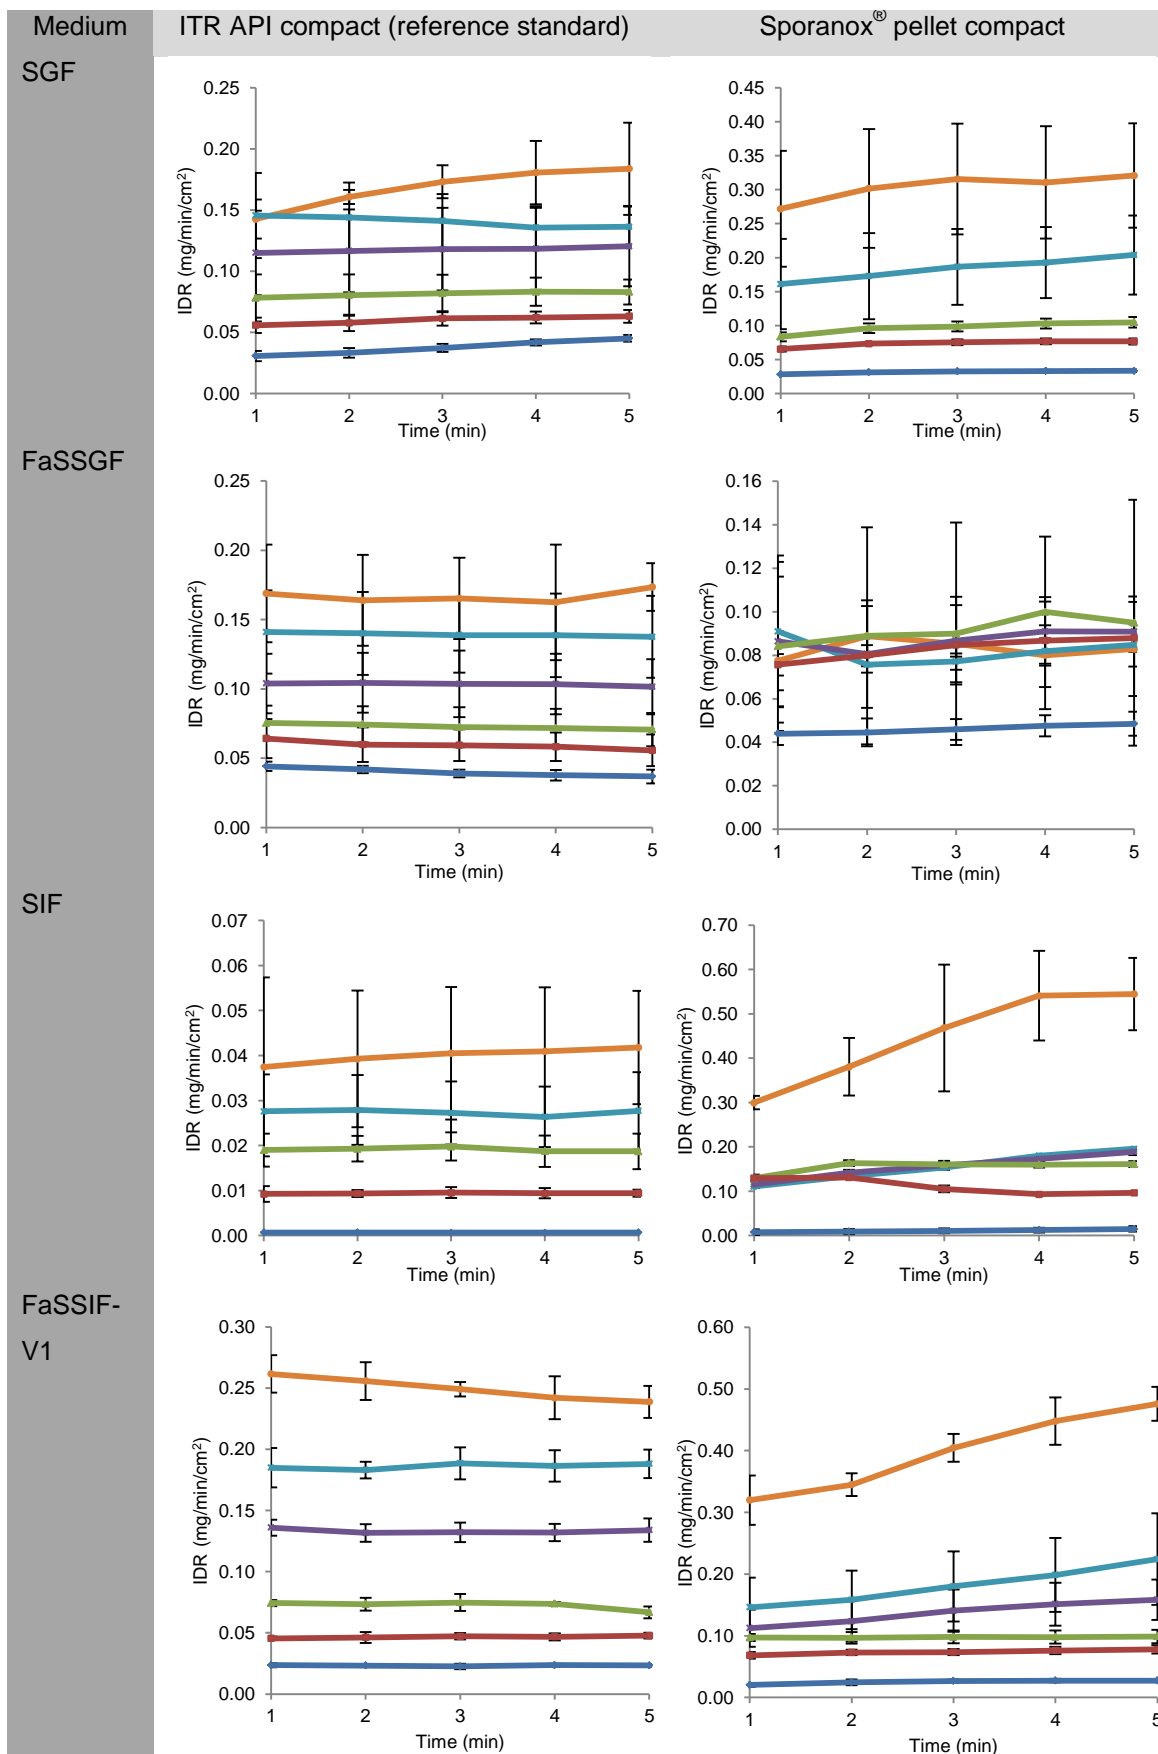 Medium ITR API compact (reference standard) Sporanox® pellet compact
SGF
0.25
0.20
0.15
0.10
0.05
0.00
IDR (mg/min/cm²)
1 2 3 4 5
Time (min)
0.45
0.40
0.35
0.30
0.25
0.20
0.15
0.10
0.05
0.00
IDR (mg/min/cm²)
1 2 3 4 5
Time (min)
FaSSGF
0.25
0.20
0.15
0.10
0.05
0.00
IDR (mg/min/cm²)
1 2 3 4 5
Time (min)
0.16
0.14
0.12
0.10
0.08
0.06
0.04
0.02
0.00
IDR (mg/min/cm²)
1 2 3 4 5
Time (min)
SIF
0.07
0.06
0.05
0.04
0.03
0.02
0.01
0.00
IDR (mg/min/cm²)
1 2 3 4 5
Time (min)
0.70
0.60
0.50
0.40
0.30
0.20
0.10
0.00
IDR (mg/min/cm²)
1 2 3 4 5
Time (min)
FaSSIF-
V1
0.30
0.25
0.20
0.15
0.10
0.05
0.00
IDR (mg/min/cm²)
1 2 3 4 5
Time (min)
0.60
0.50
0.40
0.30
0.20
0.10
0.00
IDR (mg/min/cm²)
1 2 3 4 5
Time (min)